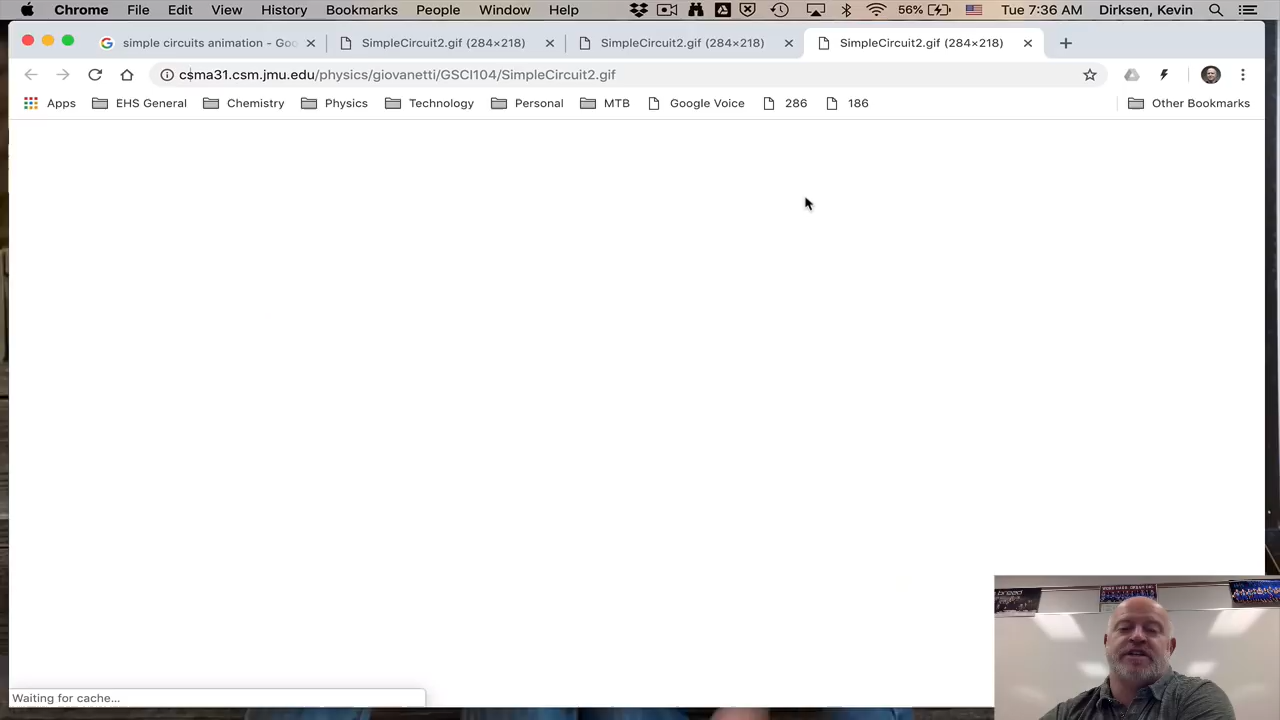 Chrome File Edit View History Bookmarks People Window Help 56% Tue 7:36 AM Dirksen, Kevin
simple circuits animation - Goo SimpleCircuit2.gif (284×218) SimpleCircuit2.gif (284×218) SimpleCircuit2.gif (284×218)
csma31.csm.jmu.edu/physics/giovanetti/GSCI104/SimpleCircuit2.gif
Apps EHS General Chemistry Physics Technology Personal MTB Google Voice 286 186 Other Bookmarks
Waiting for cache...